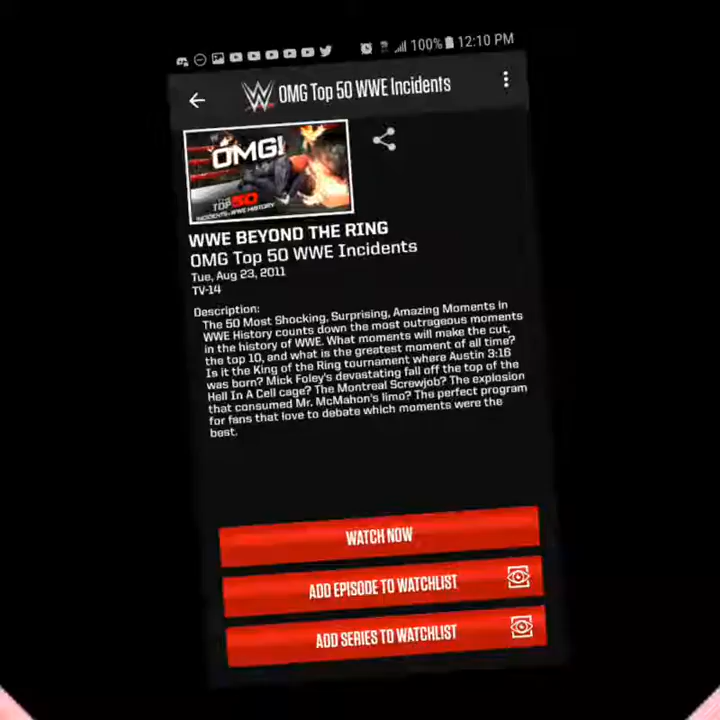 100% 12:10 PM
OMG Top 50 WWE Incidents
OMG!
TOP 50
INCIDENTS IN WWE HISTORY
WWE BEYOND THE RING
OMG Top 50 WWE Incidents
Tue, Aug 23, 2011
TV-14
Description:
The 50 Most Shocking, Surprising, Amazing Moments in
WWE History counts down the most outrageous moments
in the history of WWE. What moments will make the cut,
the top 10, and what is the greatest moment of all time?
Is it the King of the Ring tournament where Austin 3:16
was born? Mick Foley's devastating fall off the top of the
Hell In A Cell cage? The Montreal Screwjob? The explosion
that consumed Mr. McMahon's limo? The perfect program
for fans that love to debate which moments were the
best.
WATCH NOW
ADD EPISODE TO WATCHLIST
ADD SERIES TO WATCHLIST